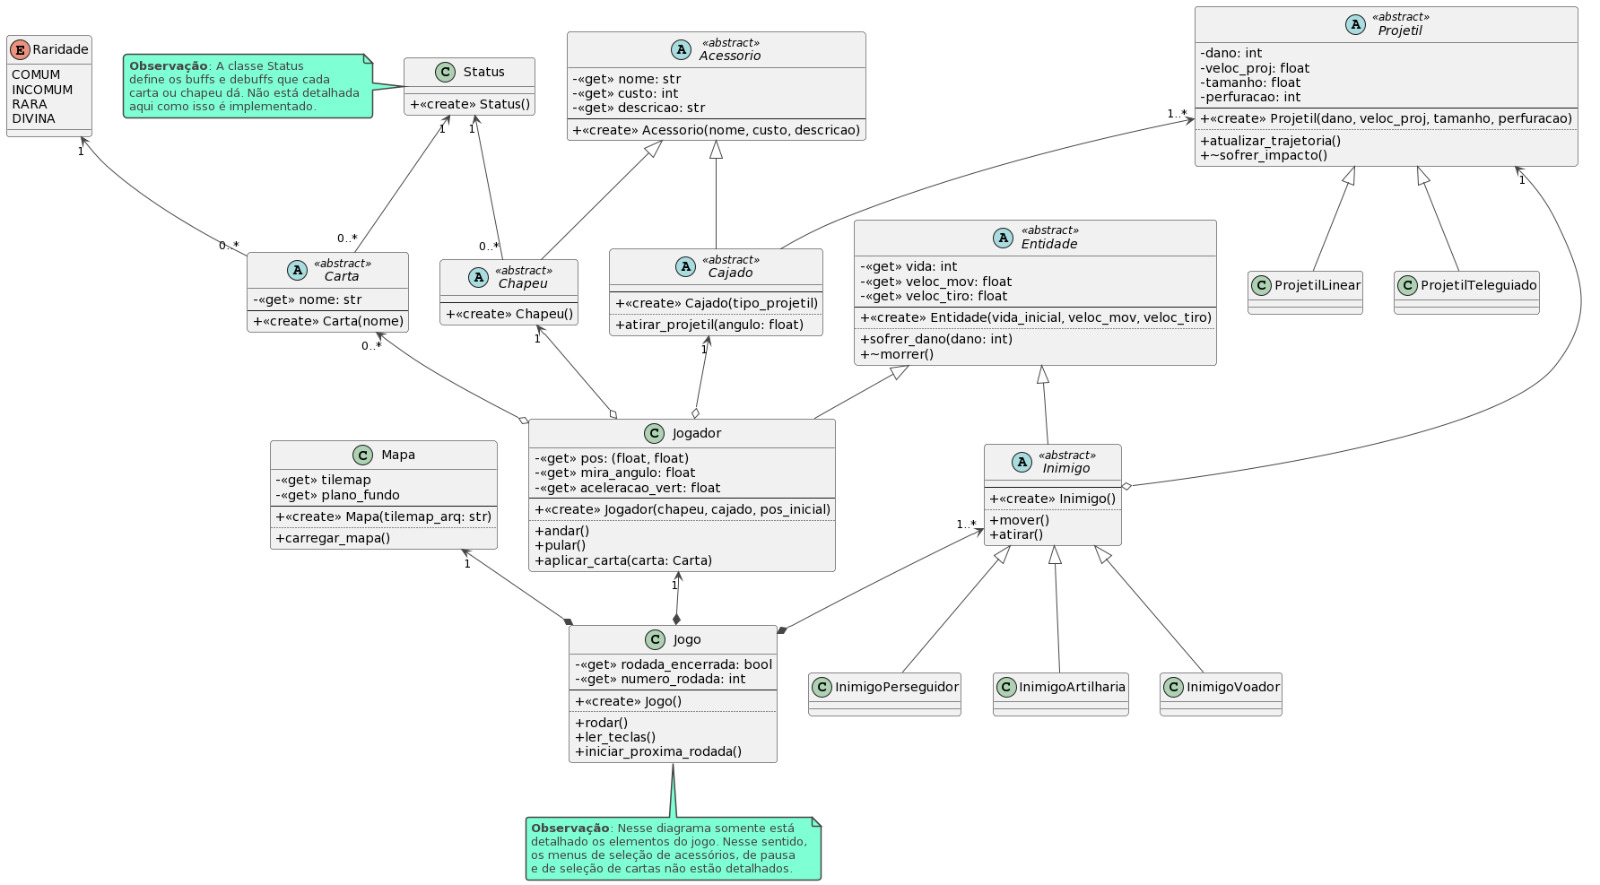 E Raridade
COMUM
INCOMUM
RARA
DIVINA
Observação: A classe Status
define os buffs e debuffs que cada
carta ou chapeu dá. Não está detalhada
aqui como isso é implementado.
C Status
+«create» Status()
A «abstract»
Acessorio
-«get» nome: str
-«get» custo: int
-«get» descricao: str
+«create» Acessorio(nome, custo, descricao)
A «abstract»
Projetil
-dano: int
-veloc_proj: float
-tamanho: float
-perfuracao: int
+«create» Projetil(dano, veloc_proj, tamanho, perfuracao)
+atualizar_trajetoria()
+~sofrer_impacto()
1
1
1
1..*
1
0..*
0..*
0..*
A «abstract»
Carta
-«get» nome: str
+«create» Carta(nome)
A «abstract»
Chapeu
+«create» Chapeu()
A «abstract»
Cajado
+«create» Cajado(tipo_projetil)
+atirar_projetil(angulo: float)
A «abstract»
Entidade
-«get» vida: int
-«get» veloc_mov: float
-«get» veloc_tiro: float
+«create» Entidade(vida_inicial, veloc_mov, veloc_tiro)
+sofrer_dano(dano: int)
+~morrer()
C ProjetilLinear
C ProjetilTeleguiado
0..*
1
1
C Mapa
-«get» tilemap
-«get» plano_fundo
+«create» Mapa(tilemap_arq: str)
+carregar_mapa()
C Jogador
-«get» pos: (float, float)
-«get» mira_angulo: float
-«get» aceleracao_vert: float
+«create» Jogador(chapeu, cajado, pos_inicial)
+andar()
+pular()
+aplicar_carta(carta: Carta)
A «abstract»
Inimigo
+«create» Inimigo()
+mover()
+atirar()
1
1
1..*
C Jogo
-«get» rodada_encerrada: bool
-«get» numero_rodada: int
+«create» Jogo()
+rodar()
+ler_teclas()
+iniciar_proxima_rodada()
C InimigoPerseguidor
C InimigoArtilharia
C InimigoVoador
Observação: Nesse diagrama somente está
detalhado os elementos do jogo. Nesse sentido,
os menus de seleção de acessórios, de pausa
e de seleção de cartas não estão detalhados.